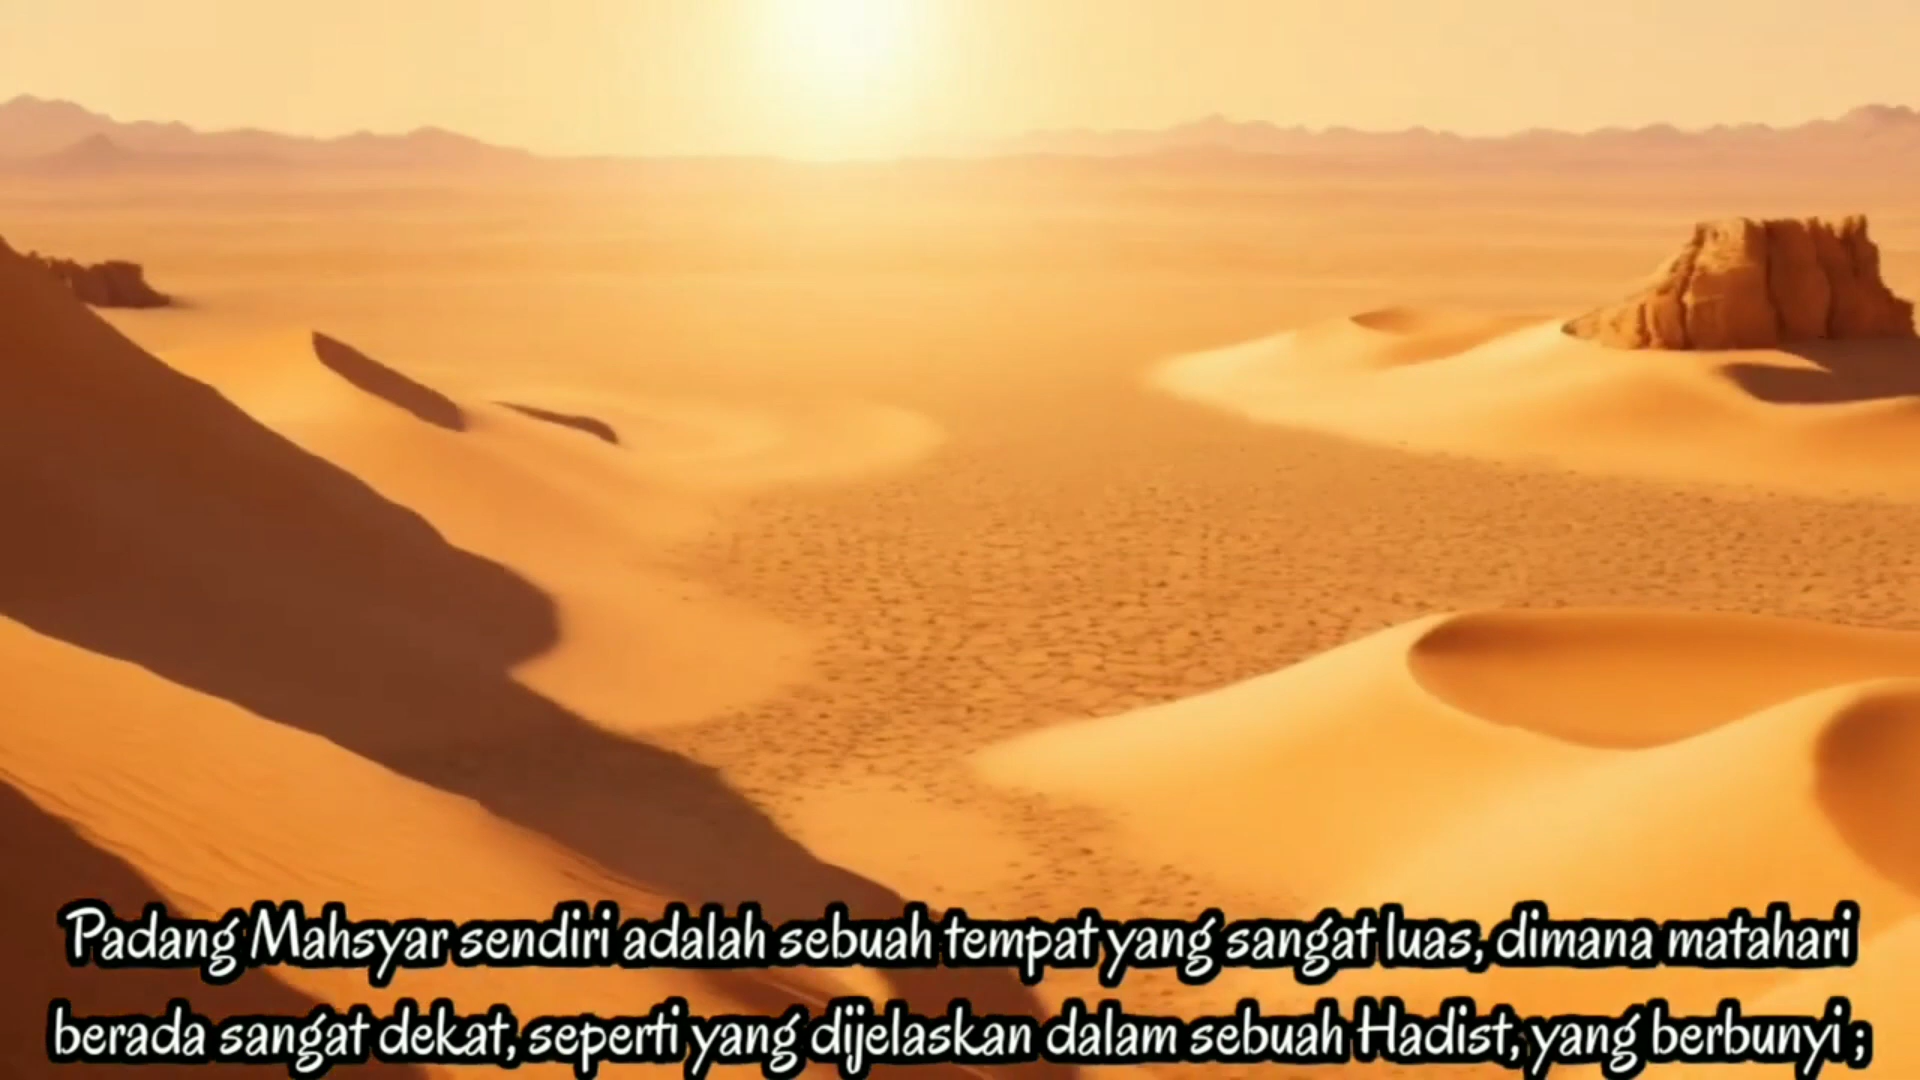 Padang Mahsyar sendiri adalah sebuah tempat yang sangat luas, dimana matahari
berada sangat dekat, seperti yang dijelaskan dalam sebuah Hadist, yang berbunyi ;